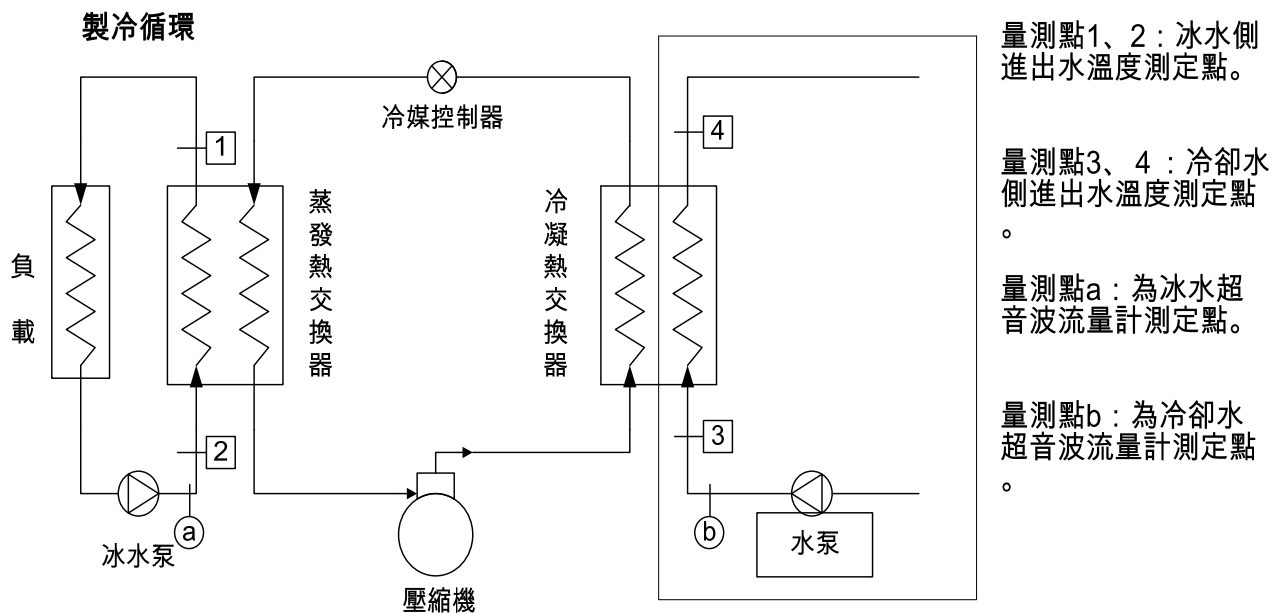 製冷循環
冷媒控制器
1
4
蒸發熱交換器
冷凝熱交換器
負載
2
3
a
b
冰水泵
水泵
壓縮機
量測點1、2：冰水側
進出水溫度測定點。
量測點3、4：冷卻水
側進出水溫度測定點
。
量測點a：為冰水超
音波流量計測定點。
量測點b：為冷卻水
超音波流量計測定點
。